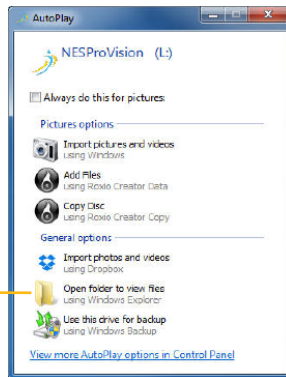 AutoPlay
NESProVision (L:)
Always do this for pictures:
Pictures options
Import pictures and videos
using Windows
Add Files
using Roxio Creator Data
Copy Disc
using Roxio Creator Copy
General options
Import photos and videos
using Dropbox
Open folder to view files
using Windows Explorer
Use this drive for backup
using Windows Backup
View more AutoPlay options in Control Panel